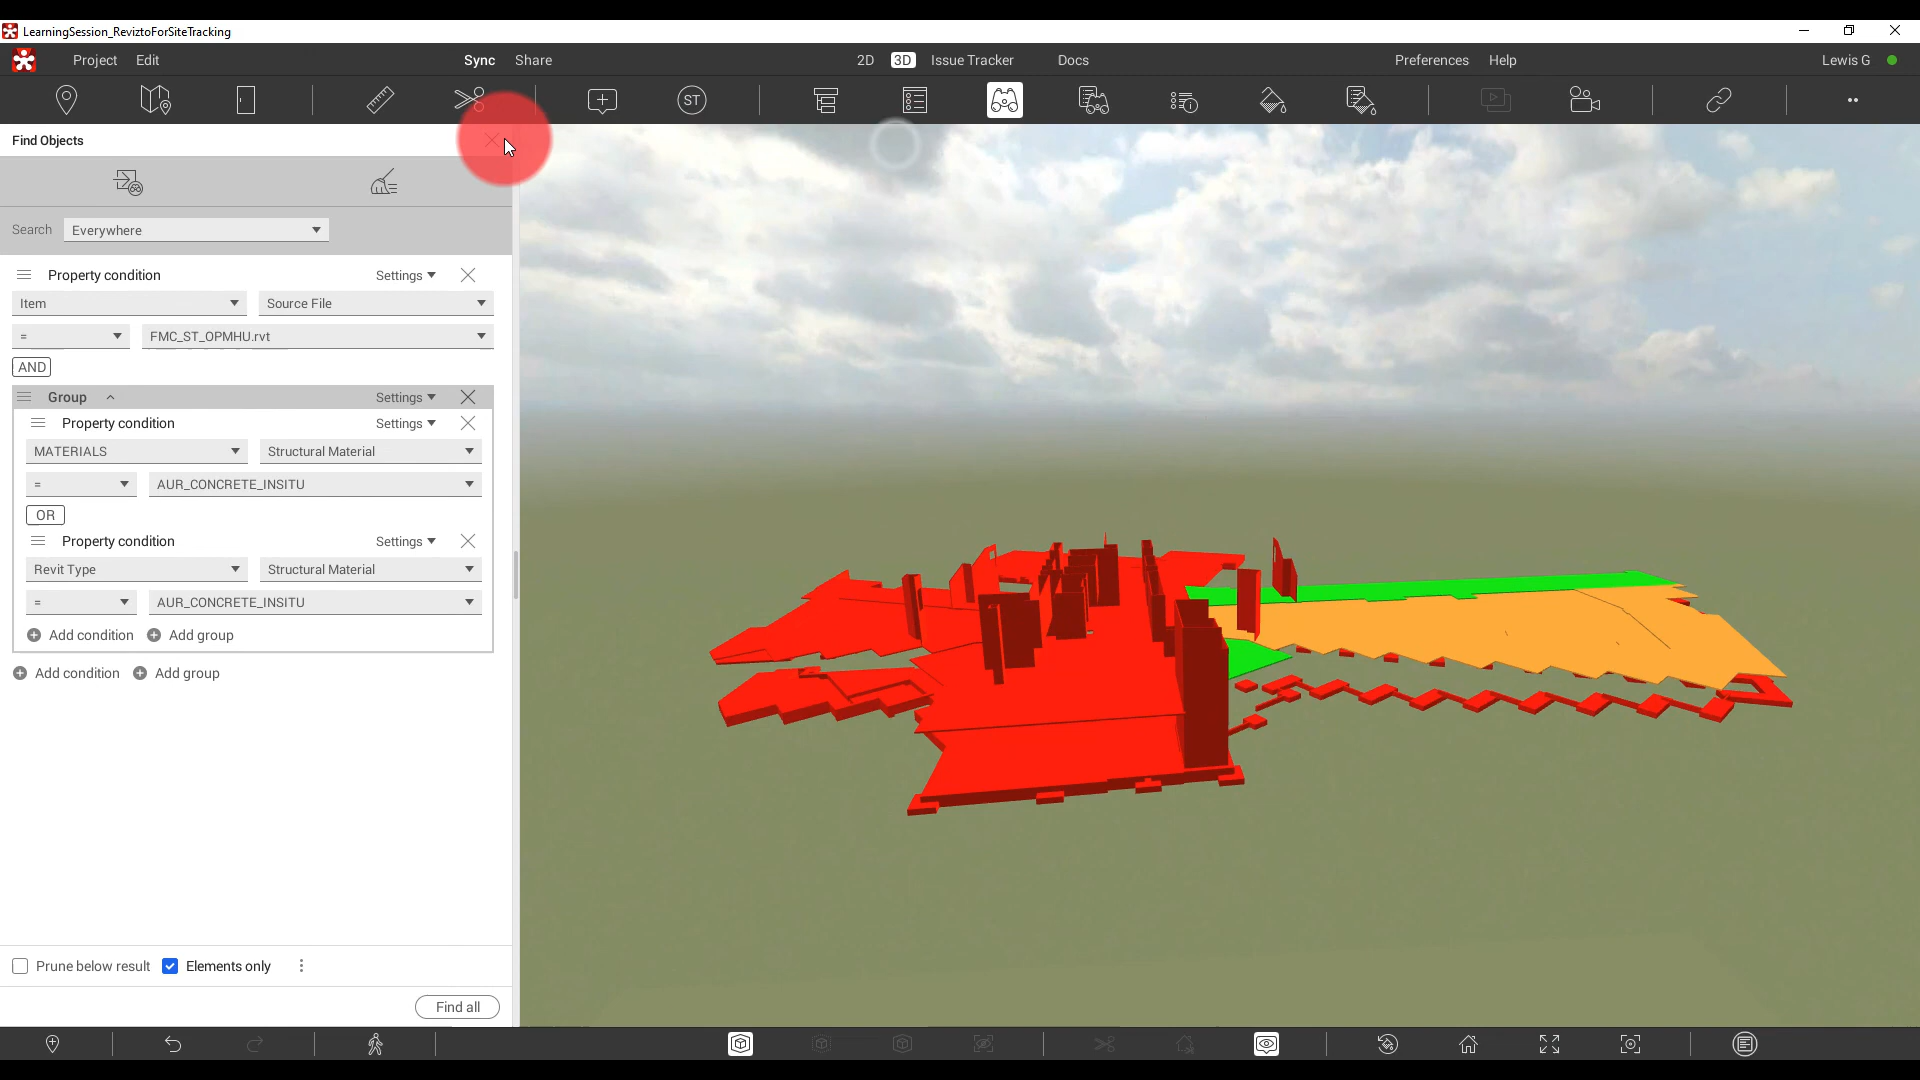 LearningSession_ReviztoForSiteTracking
Project Edit Sync Share 2D 3D Issue Tracker Docs Preferences Help Lewis G
ST
Find Objects
Search Everywhere
Property condition Settings
Item Source File
= FMC_ST_OPMHU.rvt
AND
Group Settings
Property condition Settings
MATERIALS Structural Material
= AUR_CONCRETE_INSITU
OR
Property condition Settings
Revit Type Structural Material
= AUR_CONCRETE_INSITU
Add condition Add group
Add condition Add group
Prune below result Elements only
Find all